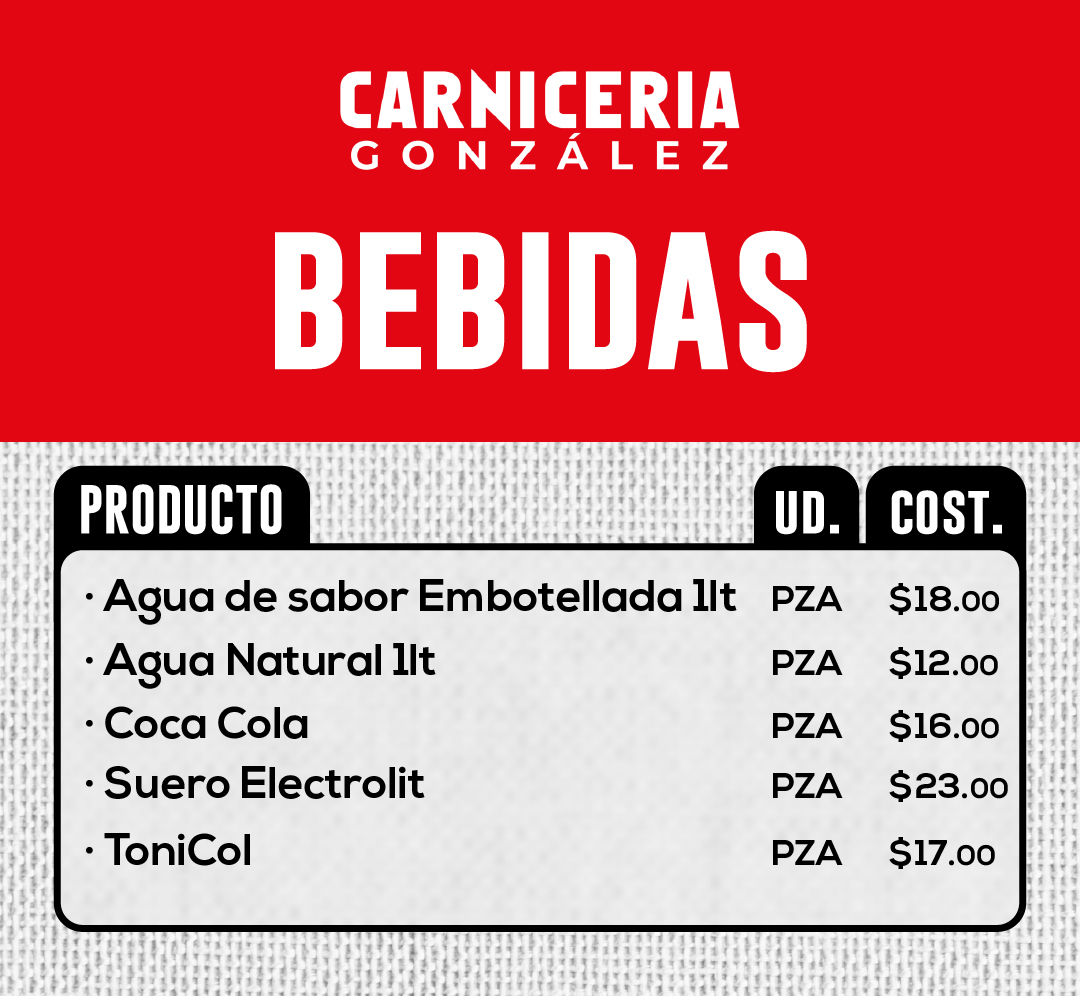 CARNICERIA
GONZÁLEZ
BEBIDAS
PRODUCTO UD. COST.
· Agua de sabor Embotellada 1lt PZA $18.00
· Agua Natural 1lt PZA $12.00
· Coca Cola PZA $16.00
· Suero Electrolit PZA $23.00
· ToniCol PZA $17.00